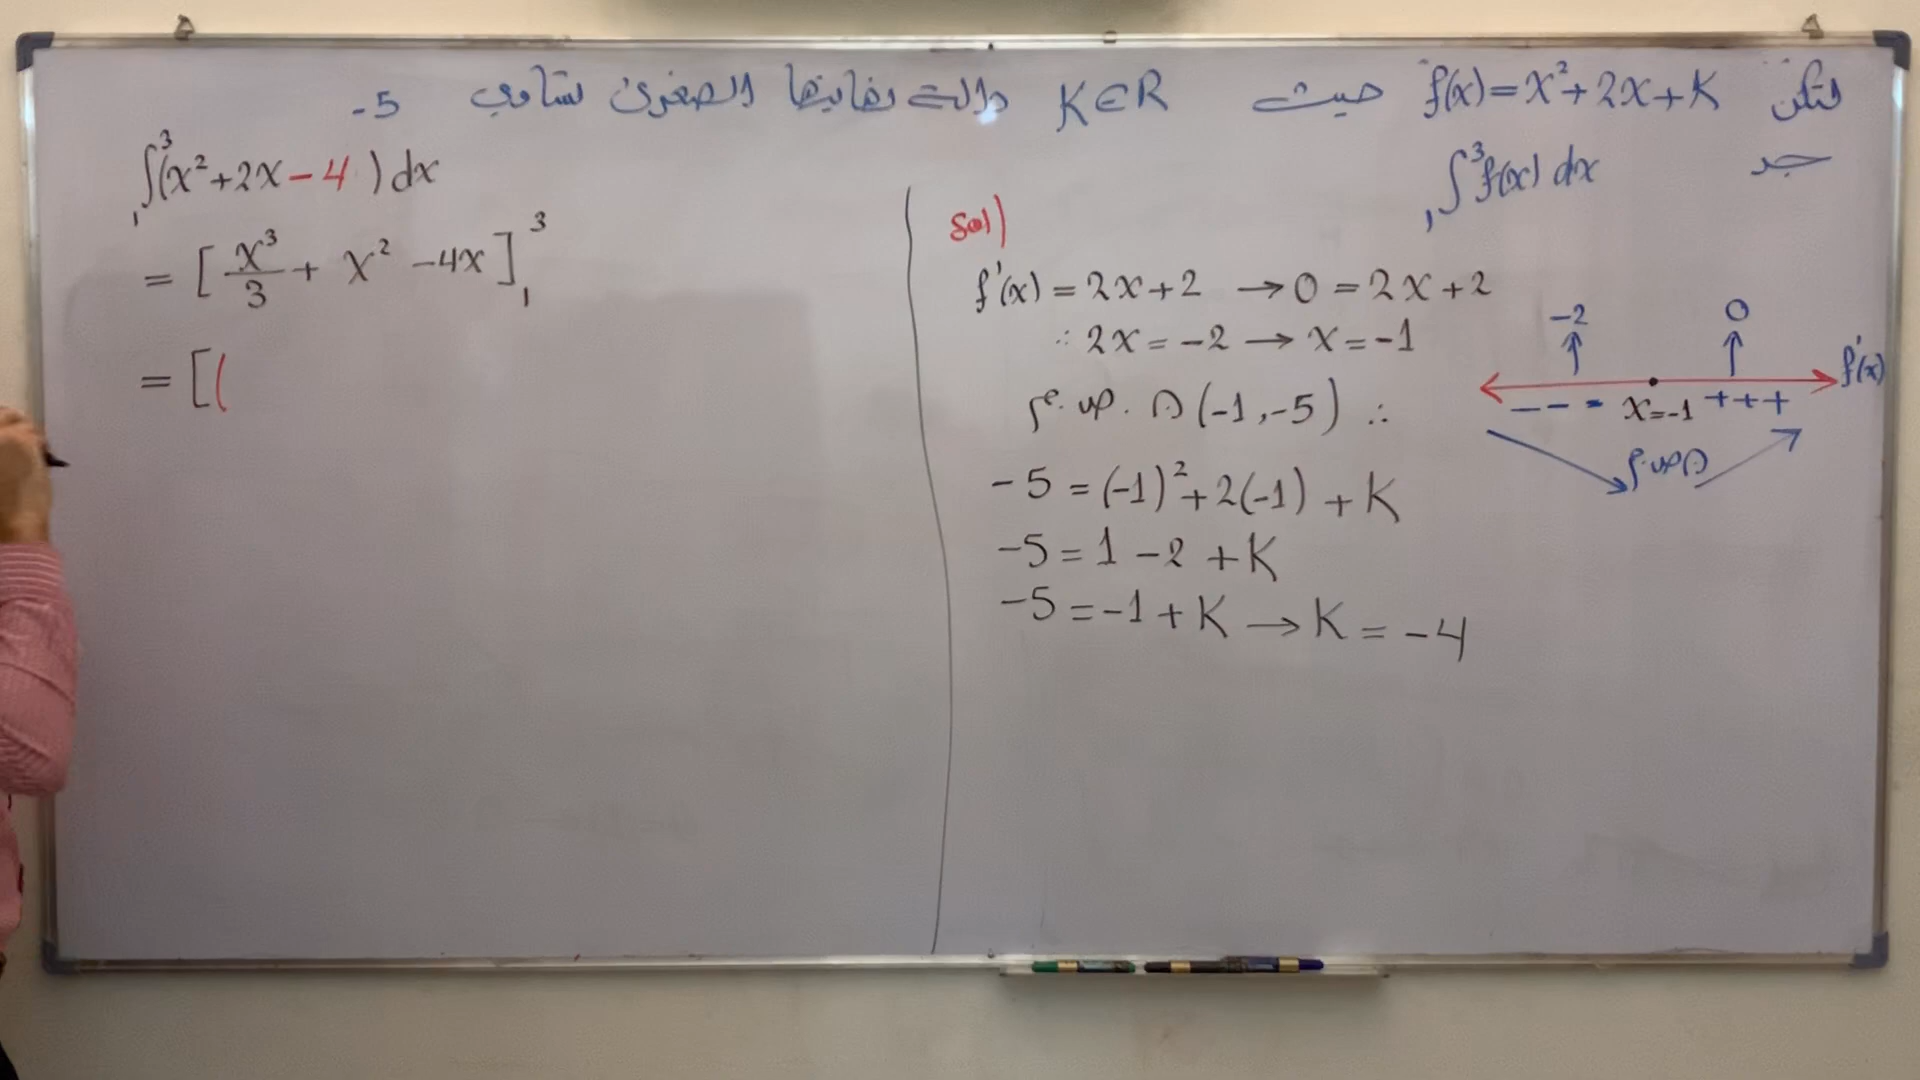 لتكن f(x)=x²+2x+K حيث K∈R دالة نهايتها الصغرى تساوي -5
جد ∫₁³ f(x) dx
Sol)
f'(x) = 2x+2 → 0 = 2x+2
∴ 2x = -2 → x = -1
∴ (-1,-5) ن. ص. م
-2 0
f'(x)
--- x=-1 +++
ن. ص. م
-5 = (-1)²+2(-1)+K
-5 = 1-2+K
-5 = -1+K → K = -4
∫₁³(x²+2x-4)dx
= [x³/3 + x² -4x]₁³
= [(